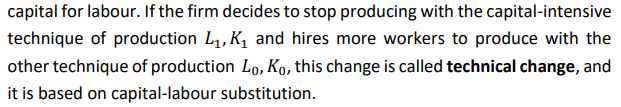 capital for labour. If the firm decides to stop producing with the capital-intensive
technique of production L₁, K₁ and hires more workers to produce with the
other technique of production L₀, K₀, this change is called technical change, and
it is based on capital-labour substitution.